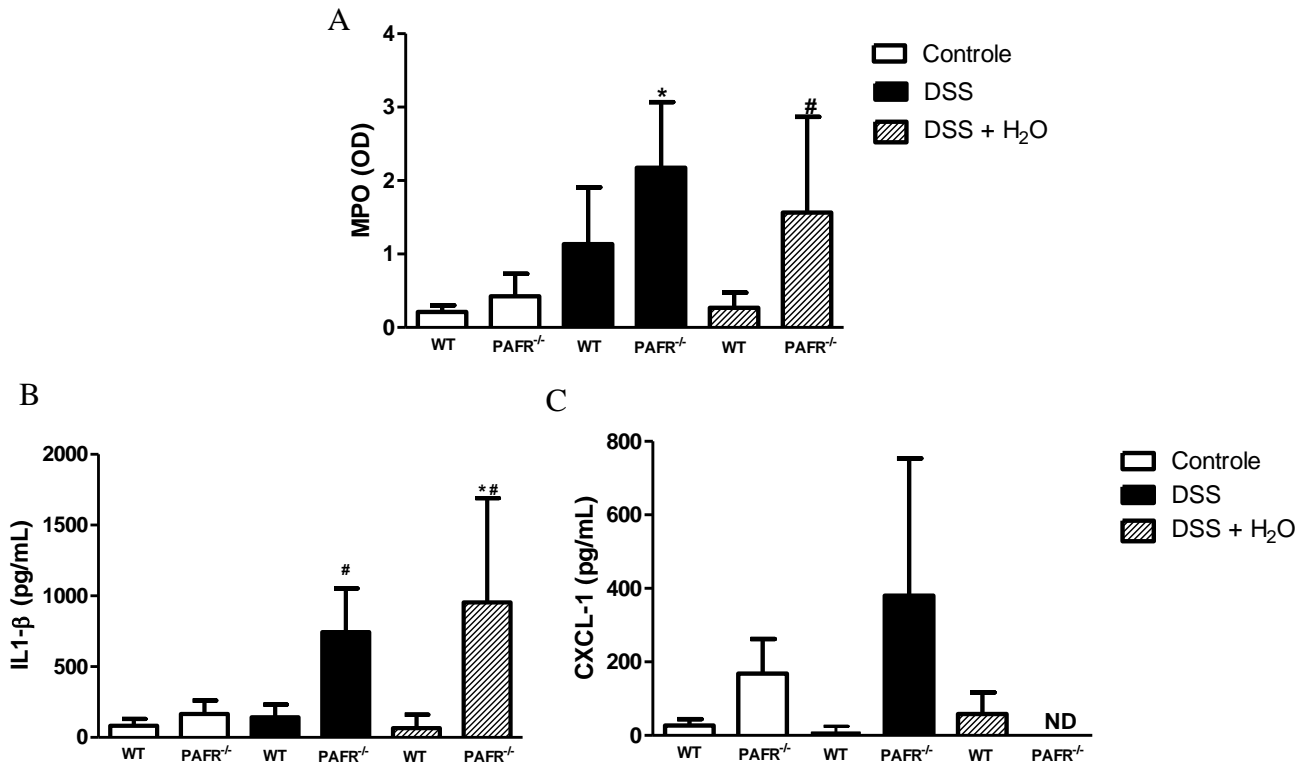 A
MPO (OD)
4
3
2
1
0
*
#
WT PAFR-/- WT PAFR-/- WT PAFR-/-
Controle
DSS
DSS + H2O
B
IL1-β (pg/mL)
2000
1500
1000
500
0
#
*#
WT PAFR-/- WT PAFR-/- WT PAFR-/-
C
CXCL-1 (pg/mL)
800
600
400
200
0
ND
WT PAFR-/- WT PAFR-/- WT PAFR-/-
Controle
DSS
DSS + H2O